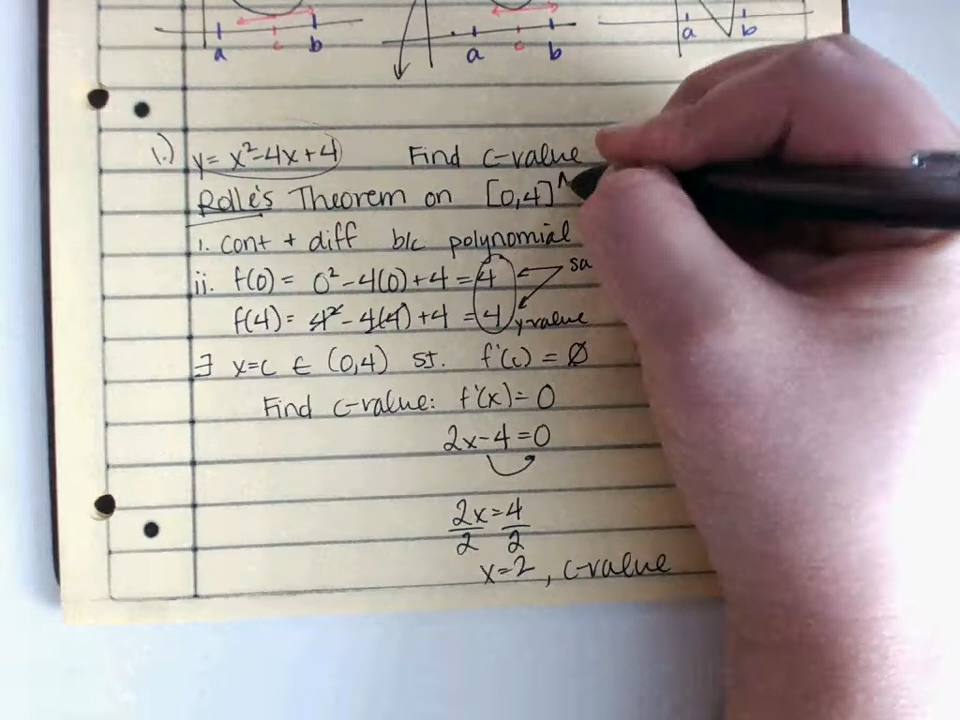 a c b a c b a b
1.) y = x²-4x+4 Find c-value
Rolle's Theorem on [0,4]
i. cont + diff b/c polynomial
ii. f(0) = 0² - 4(0) + 4 = 4
f(4) = 4² - 4(4) + 4 = 4 y-value
∃ x=c ∈ (0,4) st. f'(c) = Ø
Find c-value: f'(x) = 0
2x-4=0
2x=4
2 2
x=2, c-value